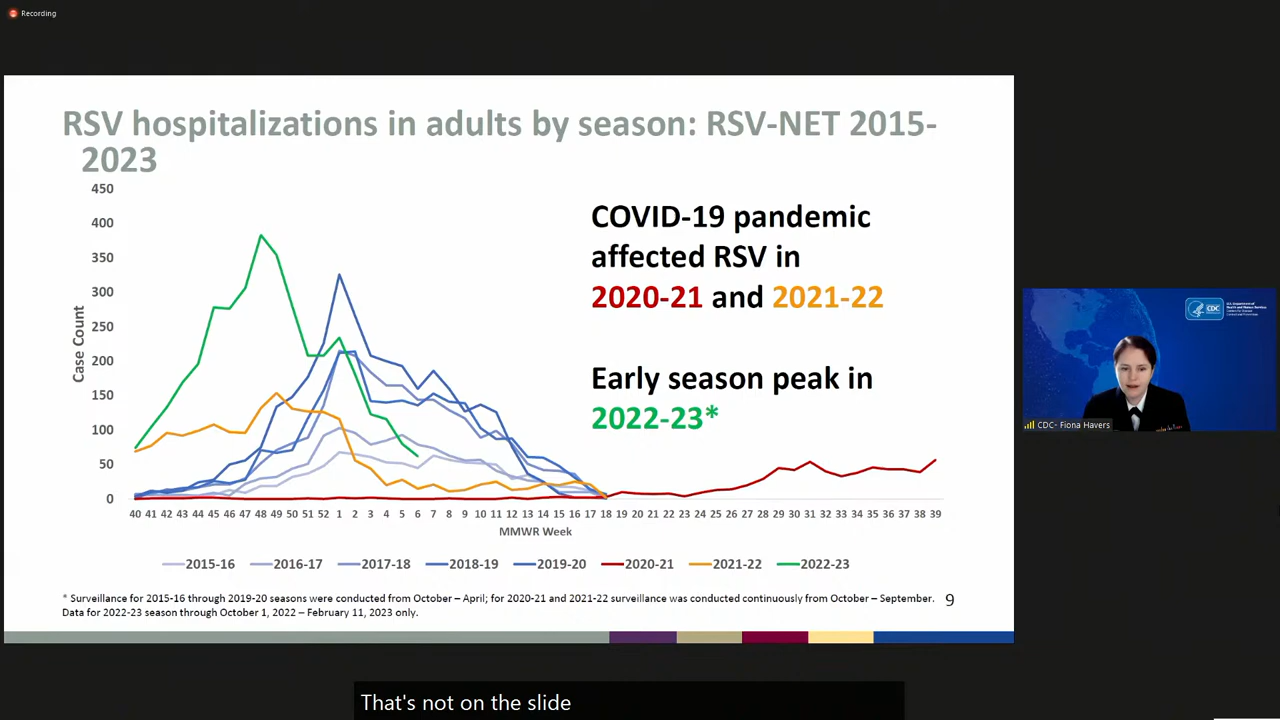 Recording
RSV hospitalizations in adults by season: RSV-NET 2015-
2023
450
400
350
300
250
200
150
100
50
0
Case Count
40 41 42 43 44 45 46 47 48 49 50 51 52 1 2 3 4 5 6 7 8 9 10 11 12 13 14 15 16 17 18 19 20 21 22 23 24 25 26 27 28 29 30 31 32 33 34 35 36 37 38 39
MMWR Week
2015-16 2016-17 2017-18 2018-19 2019-20 2020-21 2021-22 2022-23
COVID-19 pandemic
affected RSV in
2020-21 and 2021-22
Early season peak in
2022-23*
* Surveillance for 2015-16 through 2019-20 seasons were conducted from October – April; for 2020-21 and 2021-22 surveillance was conducted continuously from October – September.
Data for 2022-23 season through October 1, 2022 – February 11, 2023 only.
9
CDC
CDC- Fiona Havers
That's not on the slide